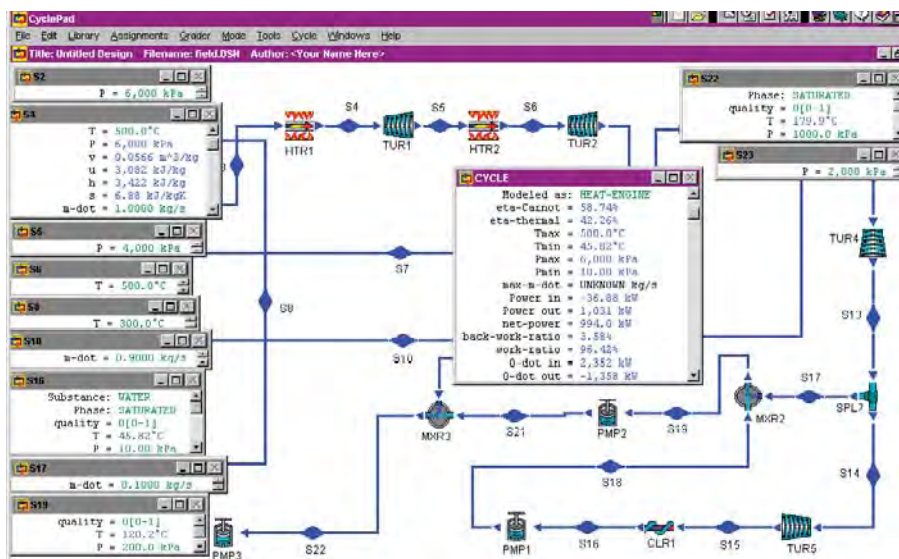 CyclePad
File Edit Library Assignments Grader Mode Tools Cycle Windows Help
Title: Untitled Design Filename: field.DSN Author: <Your Name Here>
S2
P = 6,000 kPa
S4
T = 500.0°C
P = 6,000 kPa
v = 0.0566 m^3/kg
u = 3,082 kJ/kg
h = 3,422 kJ/kg
s = 6.88 kJ/kgK
m-dot = 1.0000 kg/s
S5
P = 4,000 kPa
S6
T = 500.0°C
S9
T = 300.0°C
S10
m-dot = 0.9000 kg/s
S16
Substance: WATER
Phase: SATURATED
quality = 0[0-1]
T = 45.82°C
P = 10.00 kPa
S17
m-dot = 0.1000 kg/s
S19
quality = 0[0-1]
T = 120.2°C
P = 200.0 kPa
S22
Phase: SATURATED
quality = 0[0-1]
T = 179.9°C
P = 1000.0 kPa
S23
P = 2,000 kPa
CYCLE
Modeled as: HEAT-ENGINE
eta-Carnot = 58.74%
eta-thermal = 42.26%
Tmax = 500.0°C
Tmin = 45.82°C
Pmax = 6,000 kPa
Pmin = 10.00 kPa
max-m-dot = UNKNOWN kg/s
Power in = -36.88 kW
Power out = 1,031 kW
net-power = 994.0 kW
back-work-ratio = 3.58%
work-ratio = 96.42%
Q-dot in = 2,352 kW
Q-dot out = -1,358 kW
HTR1
S4
TUR1
S5
HTR2
S6
TUR2
S7
S8
S10
TUR4
S13
SPL2
S17
MXR2
S19
PMP2
S21
MXR3
S18
S14
TUR5
S15
CLR1
S16
PMP1
S22
PMP3